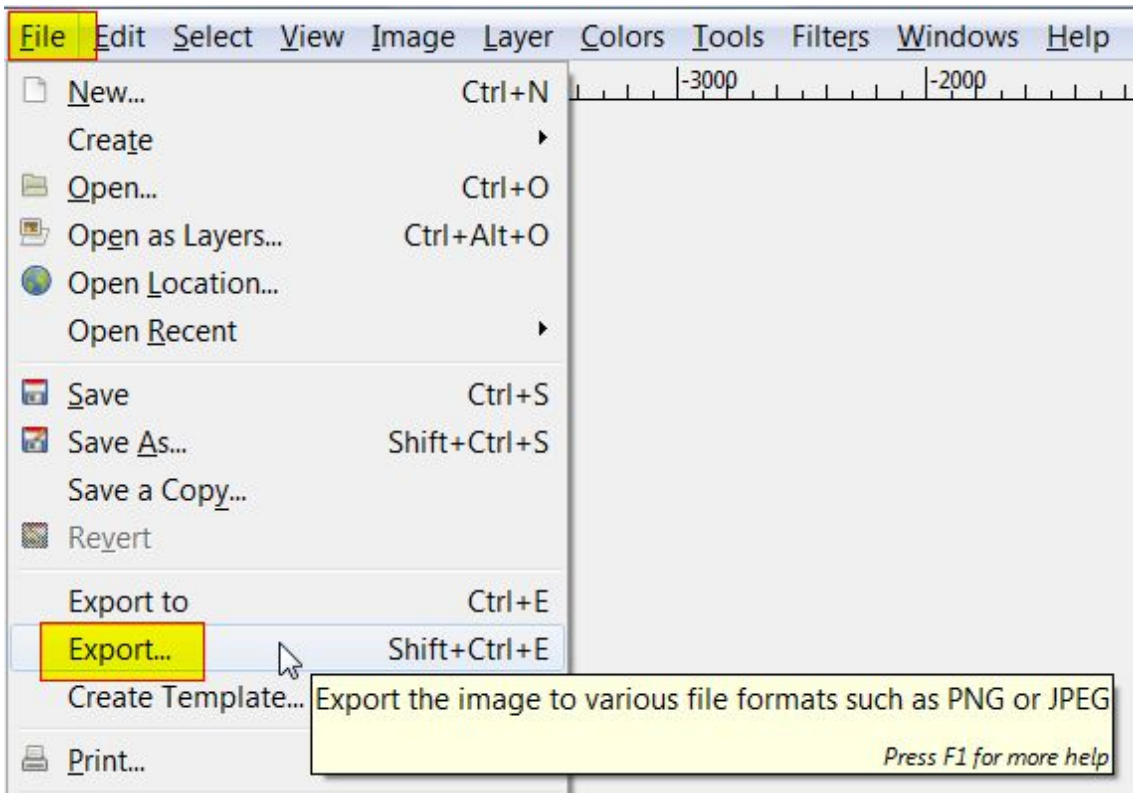 File Edit Select View Image Layer Colors Tools Filters Windows Help
-3000 -2000
New... Ctrl+N
Create
Open... Ctrl+O
Open as Layers... Ctrl+Alt+O
Open Location...
Open Recent
Save Ctrl+S
Save As... Shift+Ctrl+S
Save a Copy...
Revert
Export to Ctrl+E
Export... Shift+Ctrl+E
Create Template...
Export the image to various file formats such as PNG or JPEG
Press F1 for more help
Print...